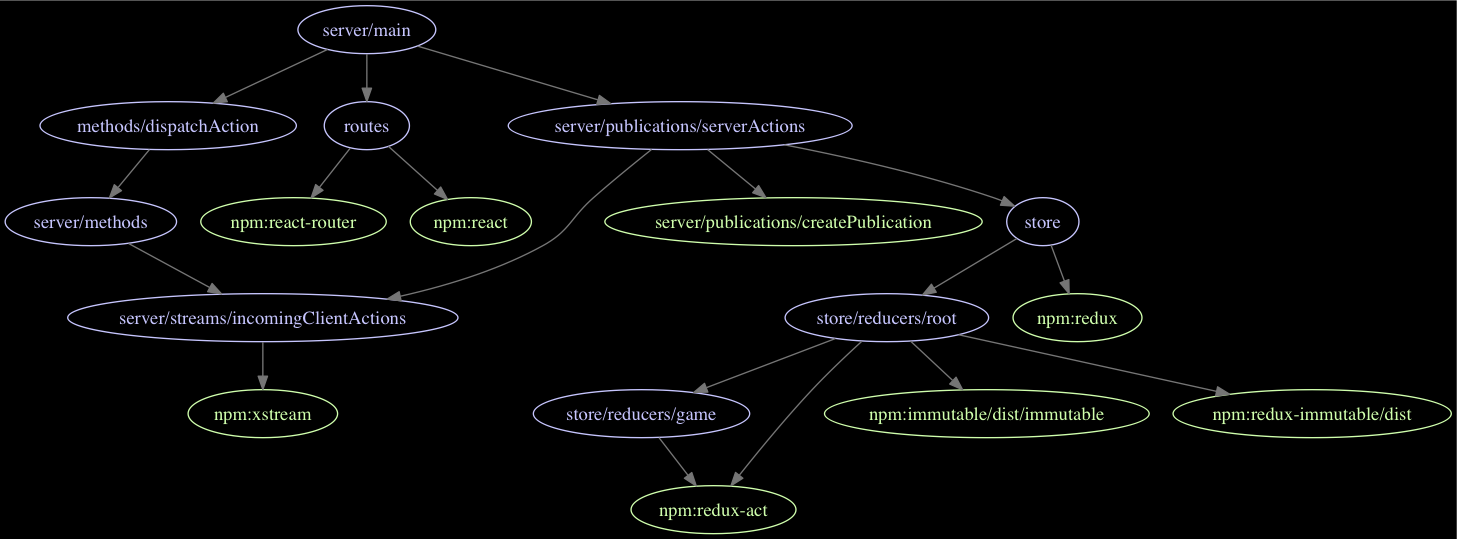 server/main
methods/dispatchAction
routes
server/publications/serverActions
server/methods
npm:react-router
npm:react
server/publications/createPublication
store
server/streams/incomingClientActions
store/reducers/root
npm:redux
npm:xstream
store/reducers/game
npm:immutable/dist/immutable
npm:redux-immutable/dist
npm:redux-act